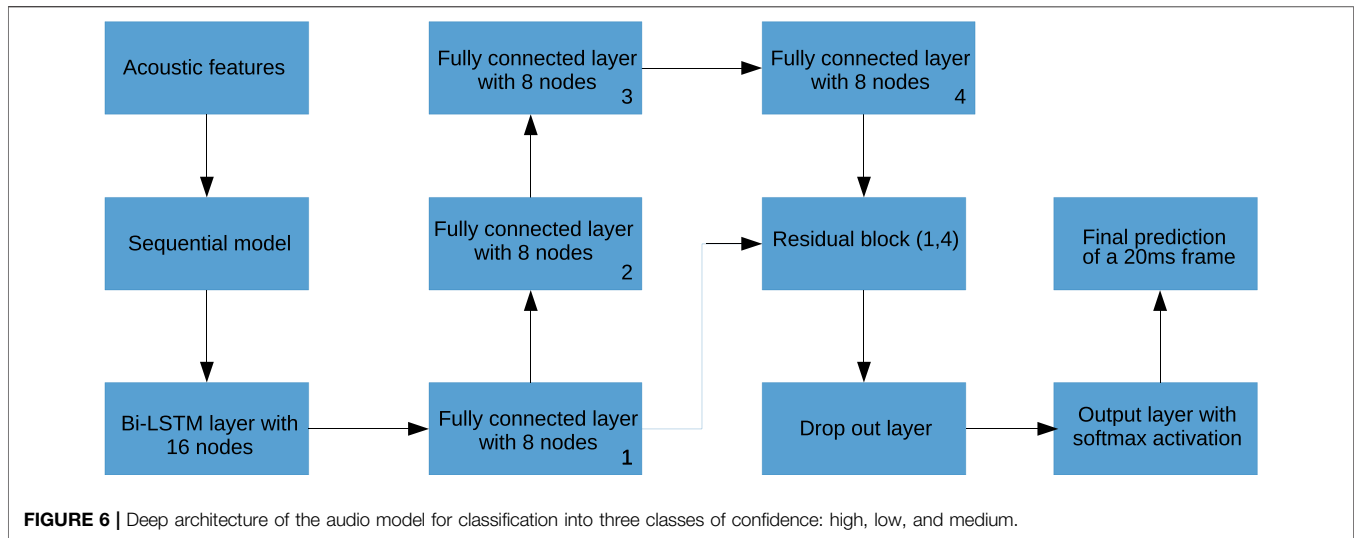 Acoustic features
Sequential model
Bi-LSTM layer with
16 nodes
Fully connected layer
with 8 nodes
1
Fully connected layer
with 8 nodes
2
Fully connected layer
with 8 nodes
3
Fully connected layer
with 8 nodes
4
Residual block (1,4)
Drop out layer
Output layer with
softmax activation
Final prediction
of a 20ms frame
FIGURE 6 | Deep architecture of the audio model for classification into three classes of confidence: high, low, and medium.